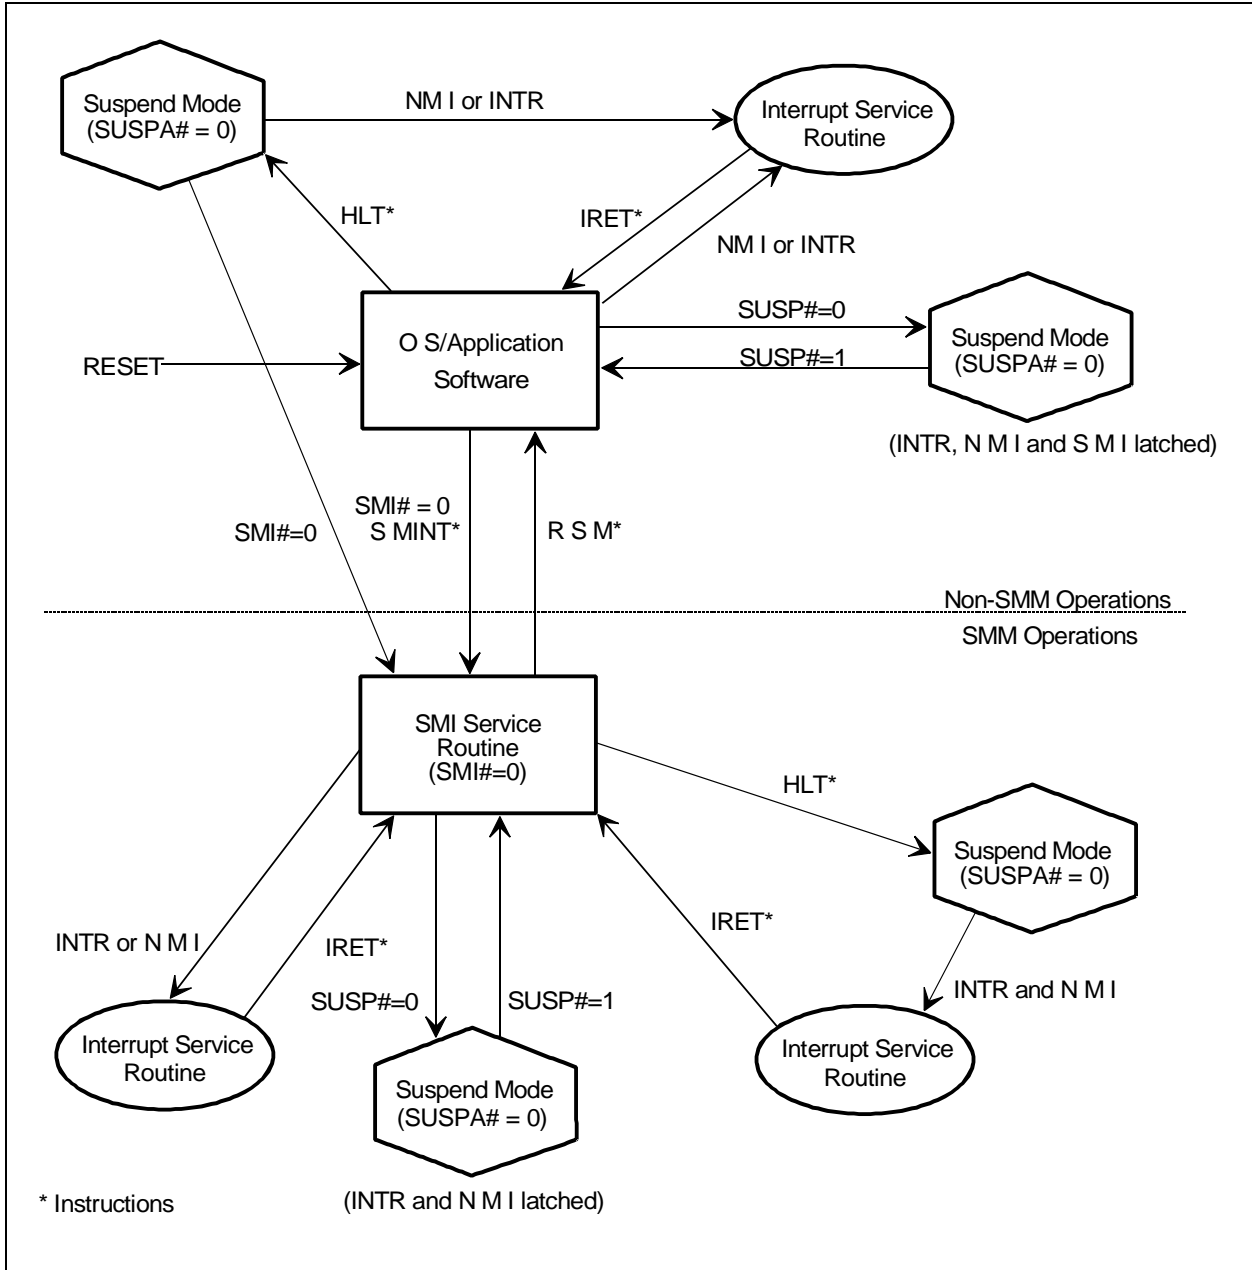 Suspend Mode
(SUSPA# = 0)
NM I or INTR
Interrupt Service
Routine
HLT*
IRET*
NM I or INTR
O S/Application
Software
RESET
SUSP#=0
SUSP#=1
Suspend Mode
(SUSPA# = 0)
(INTR, N M I and S M I latched)
SMI#=0
SMI# = 0
S MINT*
R S M*
Non-SMM Operations
SMM Operations
SMI Service
Routine
(SMI#=0)
HLT*
Suspend Mode
(SUSPA# = 0)
INTR or N M I
IRET*
IRET*
SUSP#=0
SUSP#=1
INTR and N M I
Interrupt Service
Routine
Suspend Mode
(SUSPA# = 0)
Interrupt Service
Routine
* Instructions
(INTR and N M I latched)